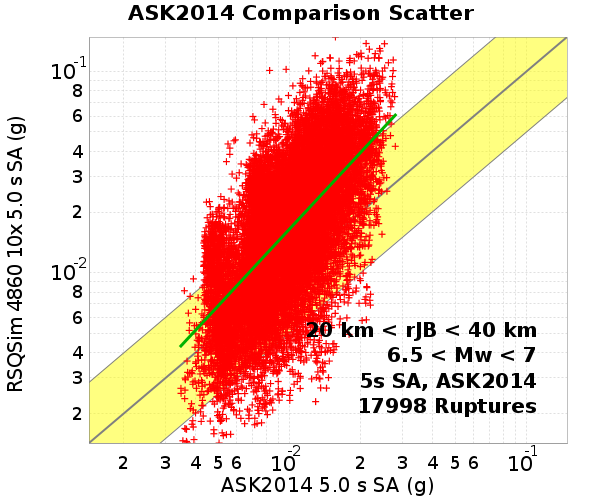 ASK2014 Comparison Scatter
RSQSim 4860 10x 5.0 s SA (g)
10-1
8
6
4
3
2
10-2
8
6
4
3
2
20 km < rJB < 40 km
6.5 < Mw < 7
5s SA, ASK2014
17998 Ruptures
2 3 4 5 6 10-2 2 3 4 5 6 10-1
ASK2014 5.0 s SA (g)